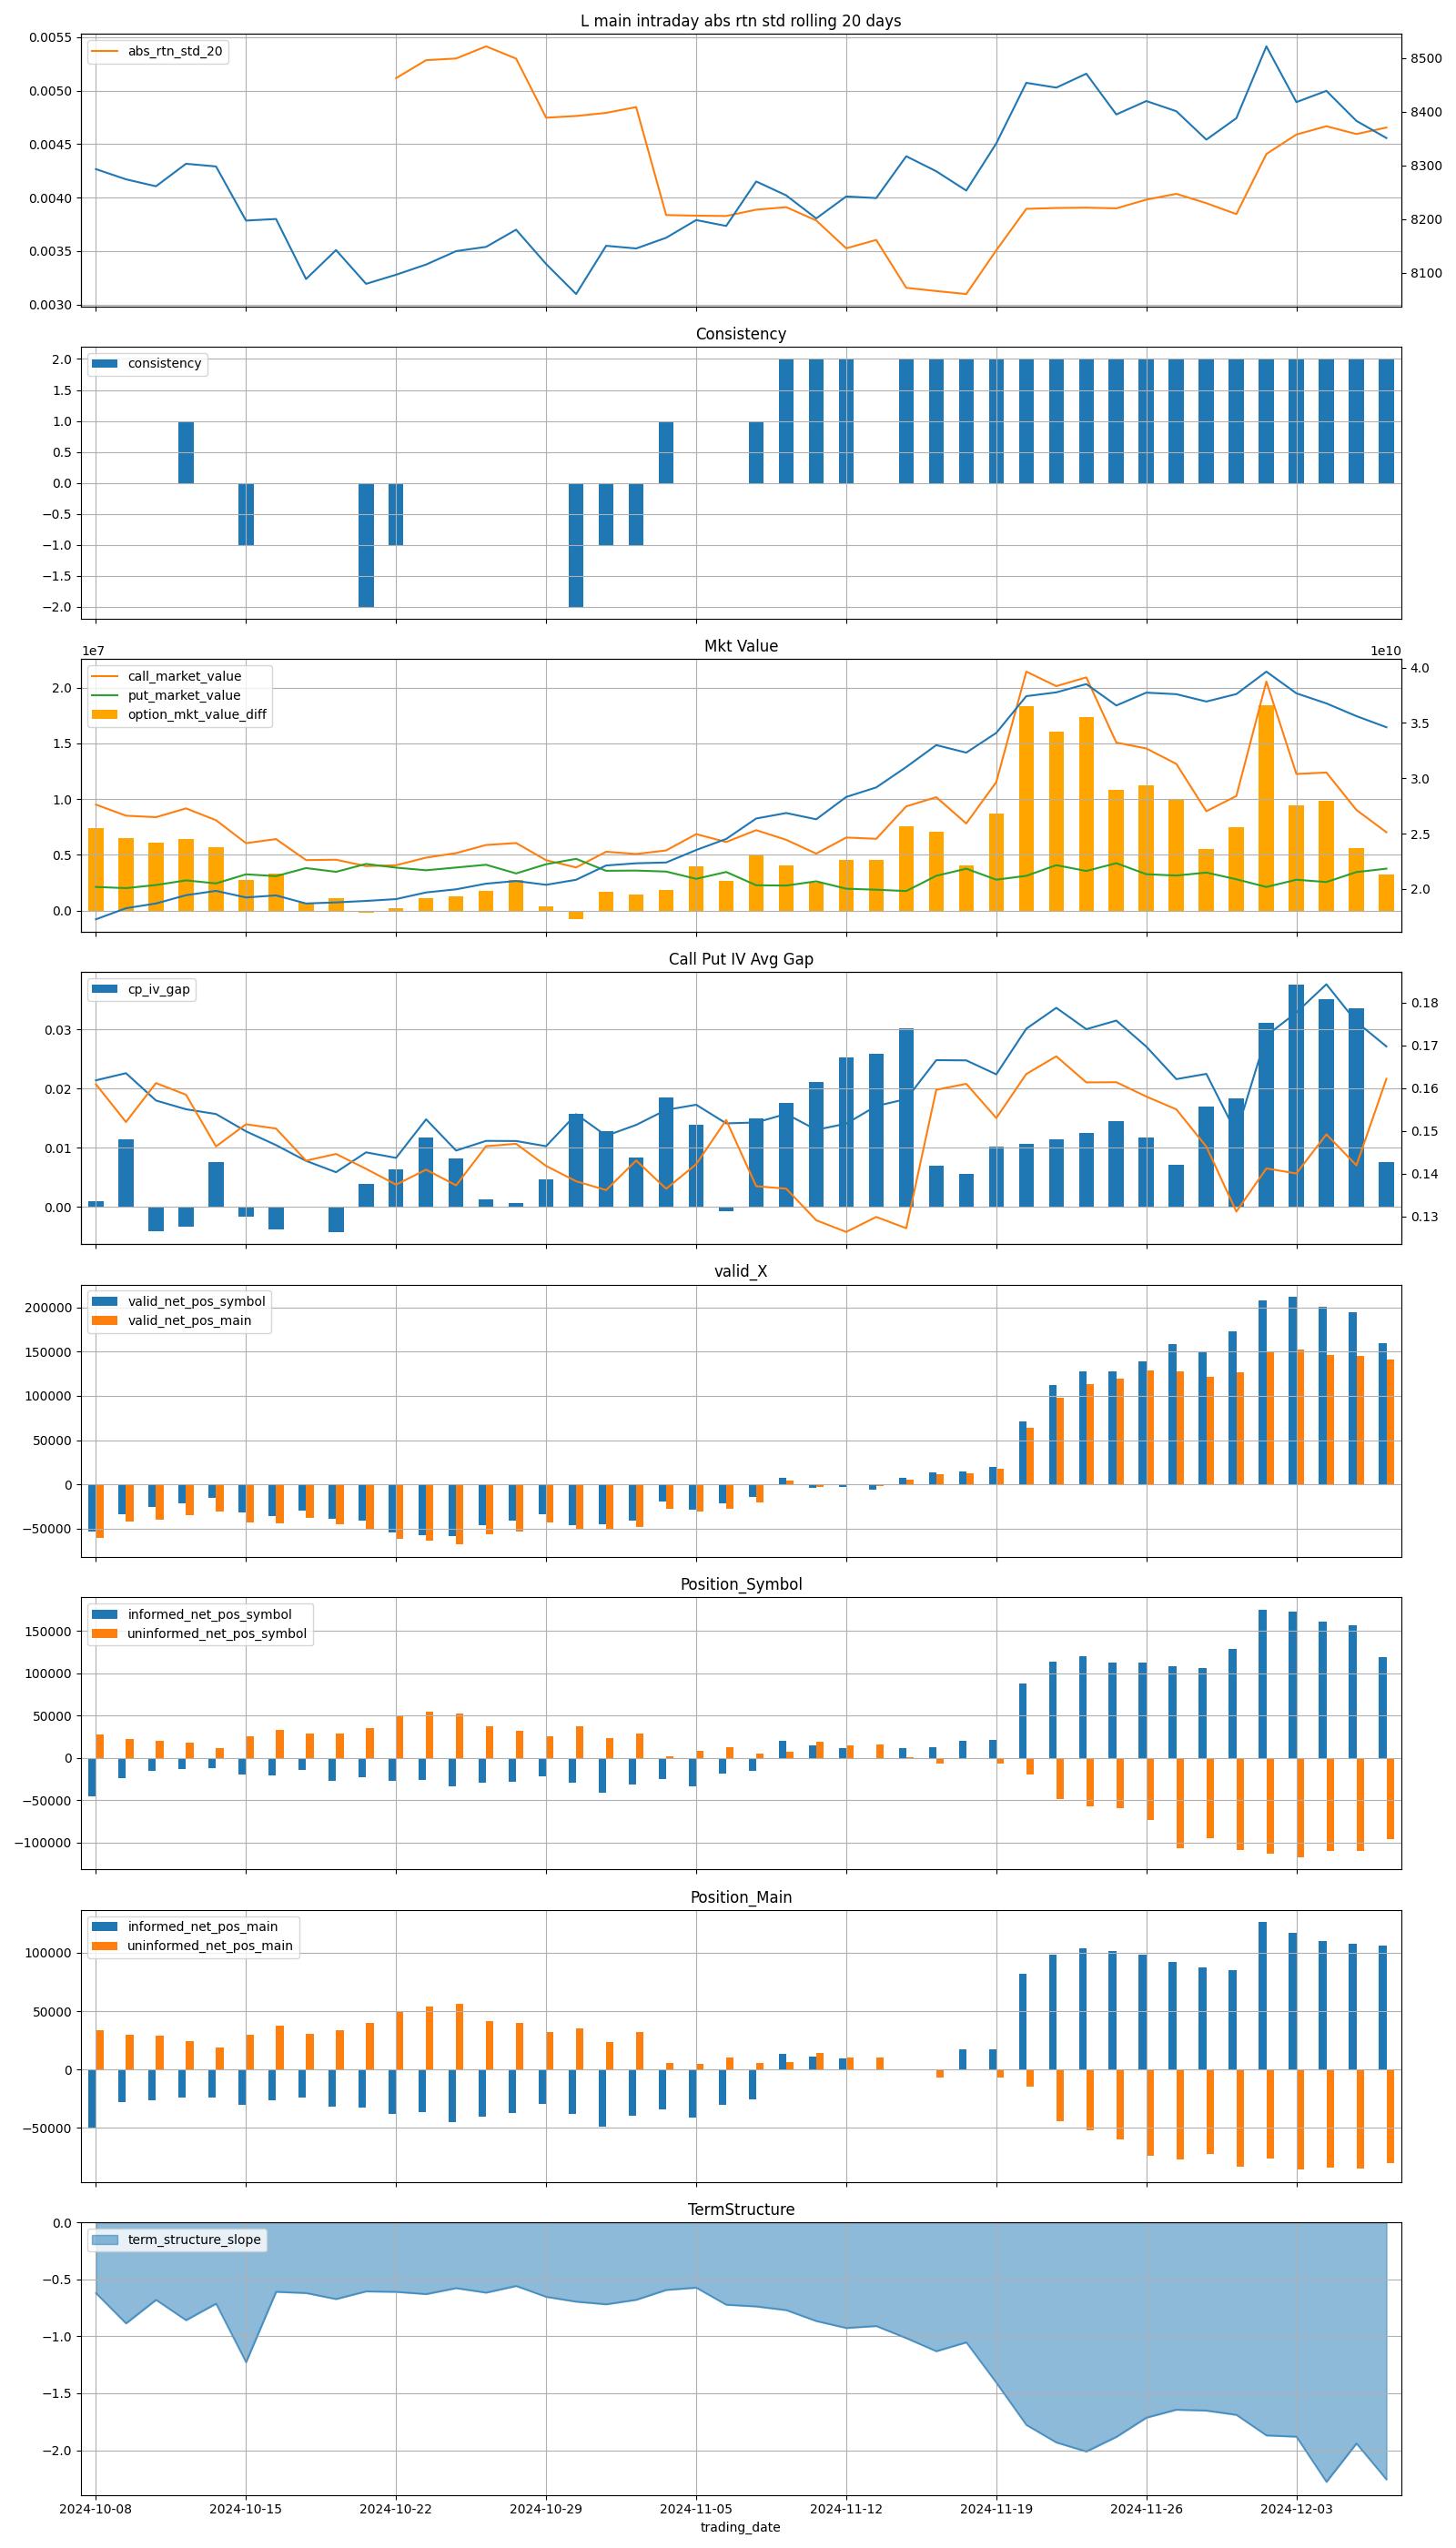 L main intraday abs rtn std rolling 20 days
abs_rtn_std_20
0.0055
0.0050
0.0045
0.0040
0.0035
0.0030
8500
8400
8300
8200
8100
Consistency
consistency
2.0
1.5
1.0
0.5
0.0
−0.5
−1.0
−1.5
−2.0
Mkt Value
1e7
1e10
call_market_value
put_market_value
option_mkt_value_diff
2.0
1.5
1.0
0.5
0.0
4.0
3.5
3.0
2.5
2.0
Call Put IV Avg Gap
cp_iv_gap
0.03
0.02
0.01
0.00
0.18
0.17
0.16
0.15
0.14
0.13
valid_X
valid_net_pos_symbol
valid_net_pos_main
200000
150000
100000
50000
0
−50000
Position_Symbol
informed_net_pos_symbol
uninformed_net_pos_symbol
150000
100000
50000
0
−50000
−100000
Position_Main
informed_net_pos_main
uninformed_net_pos_main
100000
50000
0
−50000
TermStructure
term_structure_slope
0.0
−0.5
−1.0
−1.5
−2.0
2024-10-08 2024-10-15 2024-10-22 2024-10-29 2024-11-05 2024-11-12 2024-11-19 2024-11-26 2024-12-03
trading_date